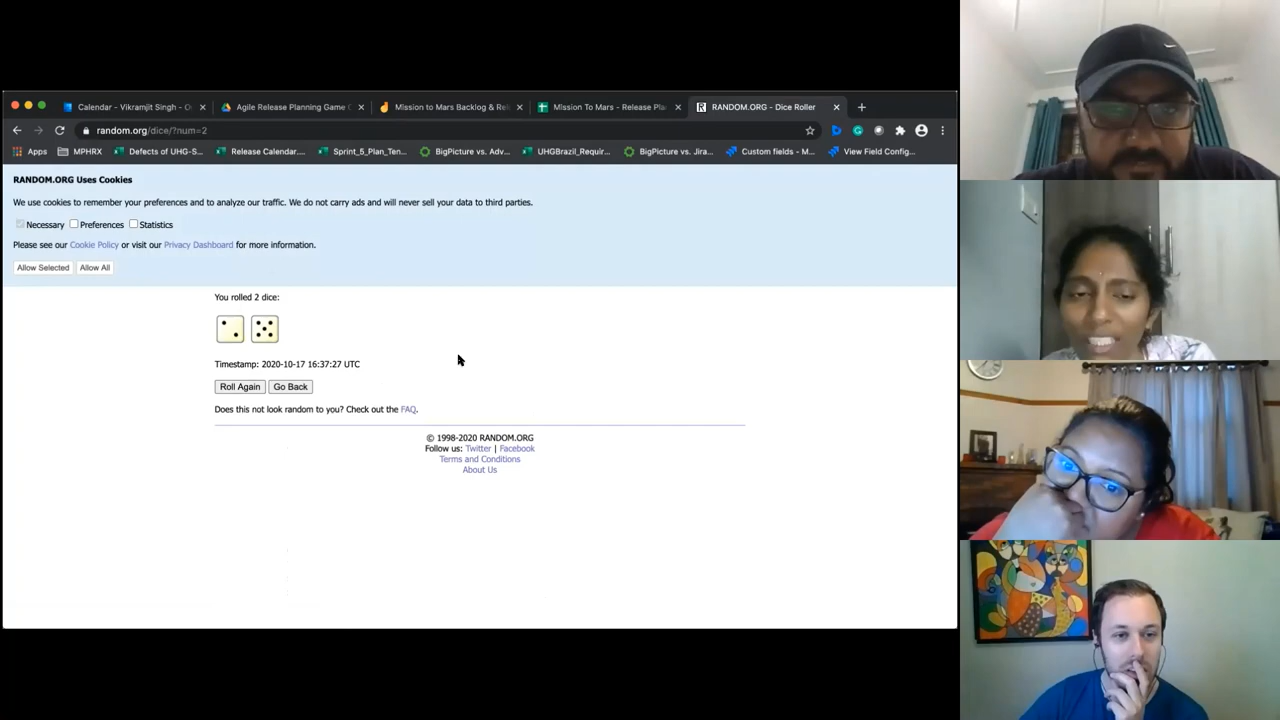 Calendar - Vikramjit Singh - O
Agile Release Planning Game
Mission to Mars Backlog & Rel
Mission To Mars - Release Pla
RANDOM.ORG - Dice Roller
random.org/dice/?num=2
Apps
MPHRX
Defects of UHG-S...
Release Calendar....
Sprint_5_Plan_Ten...
BigPicture vs. Adv...
UHGBrazil_Requir...
BigPicture vs. Jira...
Custom fields - M...
View Field Config...
RANDOM.ORG Uses Cookies
We use cookies to remember your preferences and to analyze our traffic. We do not carry ads and will never sell your data to third parties.
Necessary Preferences Statistics
Please see our Cookie Policy or visit our Privacy Dashboard for more information.
Allow Selected Allow All
You rolled 2 dice:
Timestamp: 2020-10-17 16:37:27 UTC
Roll Again Go Back
Does this not look random to you? Check out the FAQ.
© 1998-2020 RANDOM.ORG
Follow us: Twitter | Facebook
Terms and Conditions
About Us